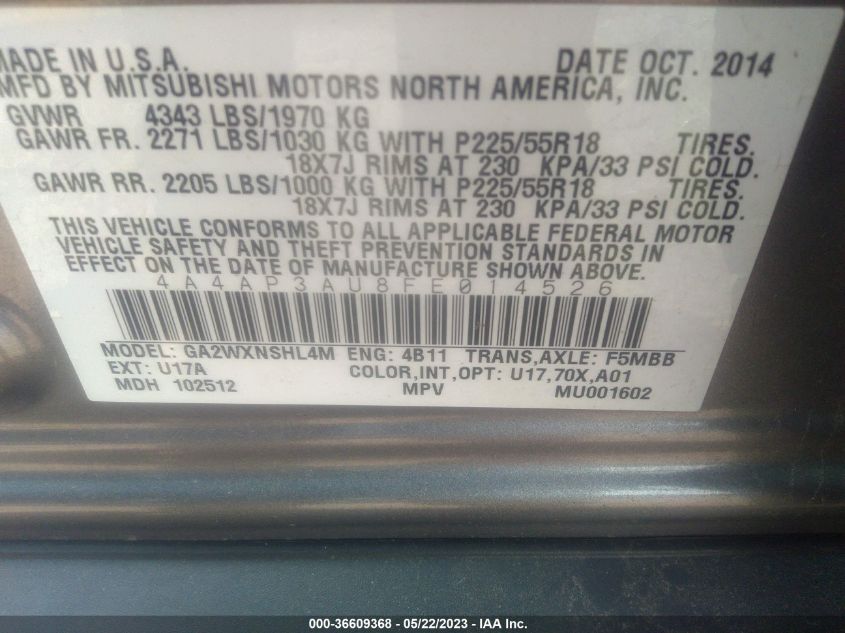 MADE IN U.S.A. DATE OCT. 2014
MFD BY MITSUBISHI MOTORS NORTH AMERICA, INC.
GVWR 4343 LBS/1970 KG
GAWR FR. 2271 LBS/1030 KG WITH P225/55R18 TIRES.
18X7J RIMS AT 230 KPA/33 PSI COLD.
GAWR RR. 2205 LBS/1000 KG WITH P225/55R18 TIRES.
18X7J RIMS AT 230 KPA/33 PSI COLD.
THIS VEHICLE CONFORMS TO ALL APPLICABLE FEDERAL MOTOR
VEHICLE SAFETY AND THEFT PREVENTION STANDARDS IN
EFFECT ON THE DATE OF MANUFACTURE SHOWN ABOVE.
4A4AP3AU8FE014526
MODEL: GA2WXNSHL4M ENG: 4B11 TRANS,AXLE: F5MBB
EXT: U17A COLOR,INT,OPT: U17,70X,A01
MDH 102512 MPV MU001602
000-36609368 - 05/22/2023 - IAA Inc.